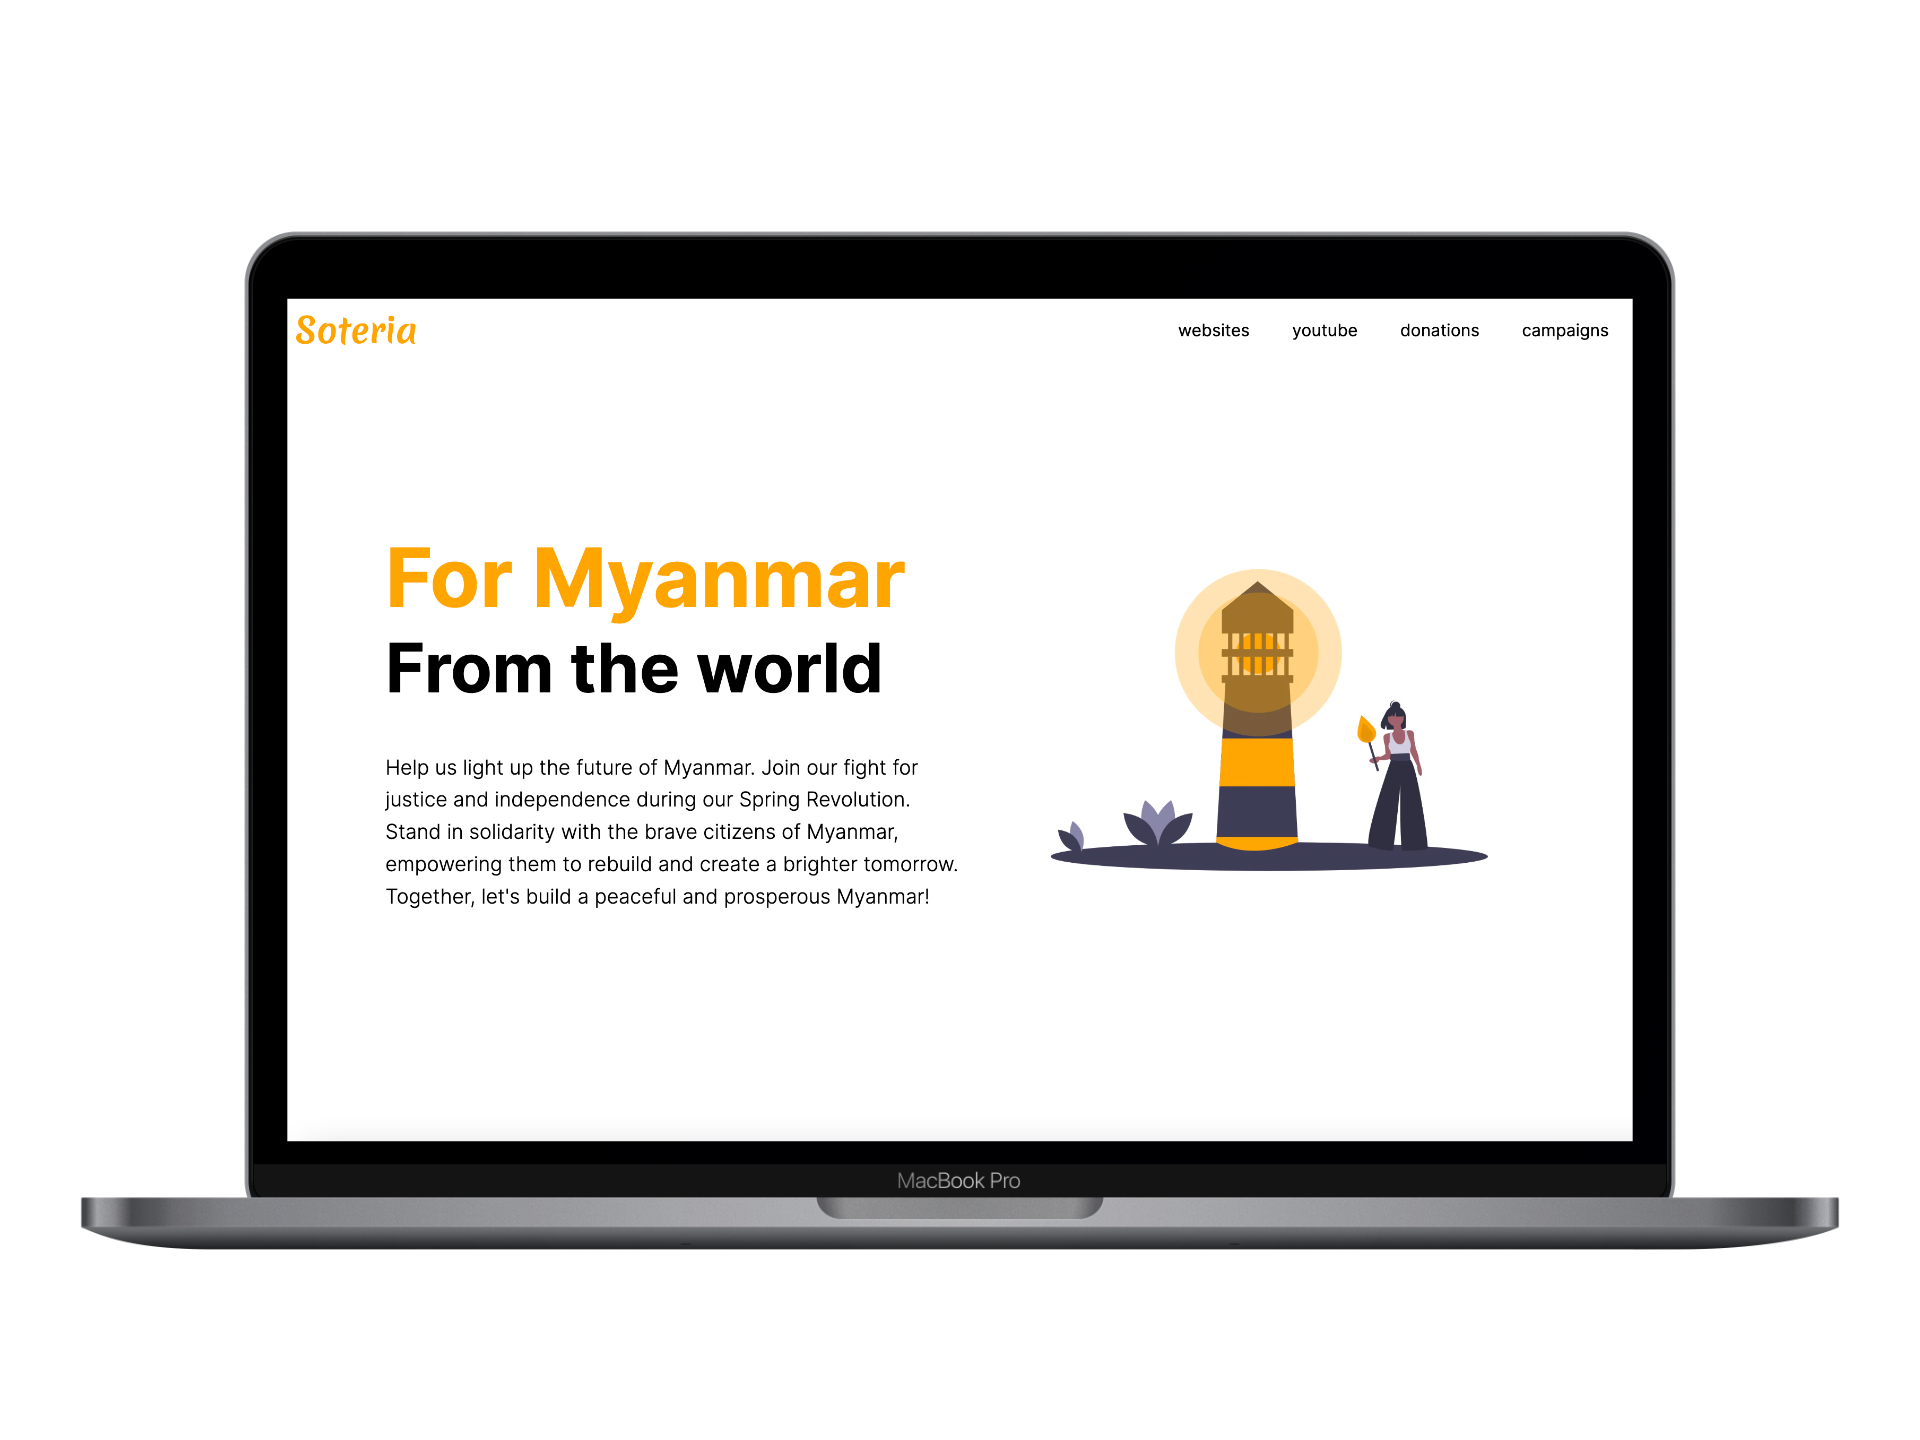 Soteria
websites youtube donations campaigns
For Myanmar
From the world
Help us light up the future of Myanmar. Join our fight for
justice and independence during our Spring Revolution.
Stand in solidarity with the brave citizens of Myanmar,
empowering them to rebuild and create a brighter tomorrow.
Together, let's build a peaceful and prosperous Myanmar!
MacBook Pro